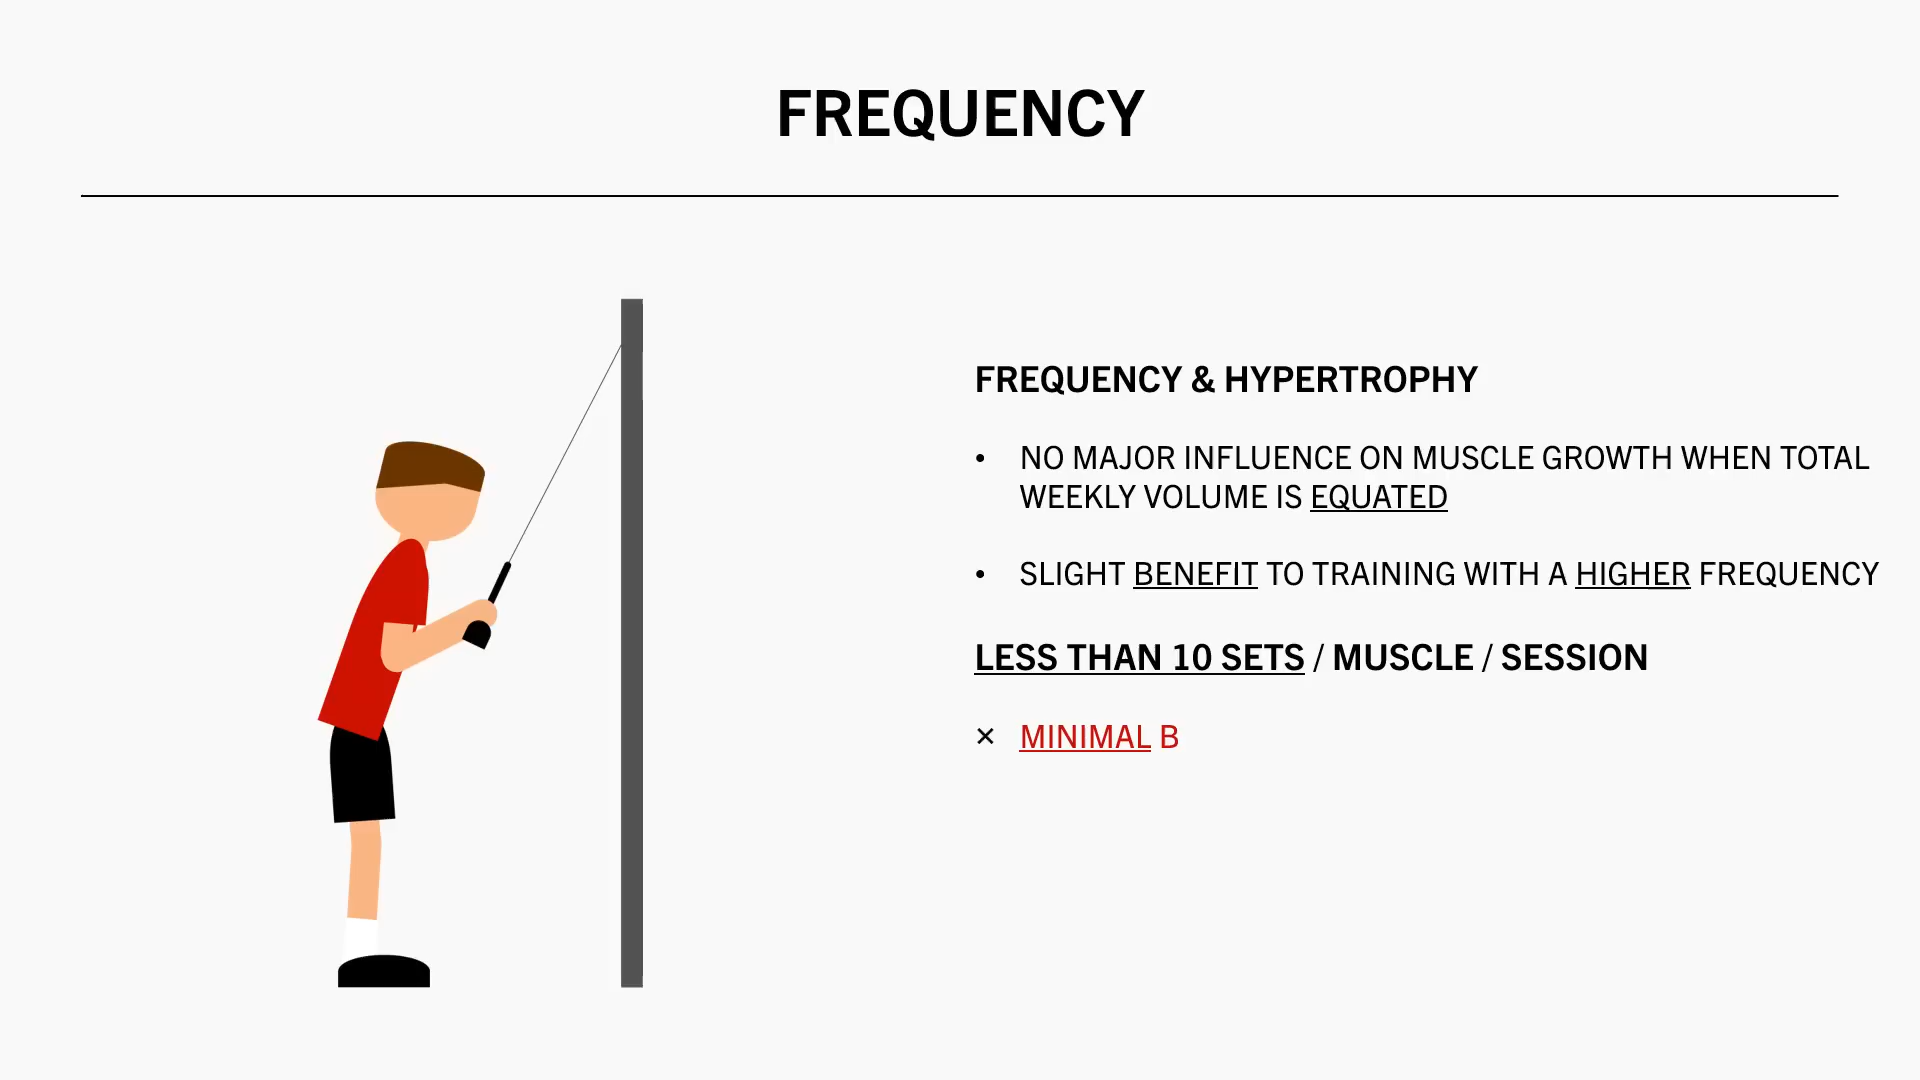 FREQUENCY
FREQUENCY & HYPERTROPHY
• NO MAJOR INFLUENCE ON MUSCLE GROWTH WHEN TOTAL
WEEKLY VOLUME IS EQUATED
• SLIGHT BENEFIT TO TRAINING WITH A HIGHER FREQUENCY
LESS THAN 10 SETS / MUSCLE / SESSION
× MINIMAL B